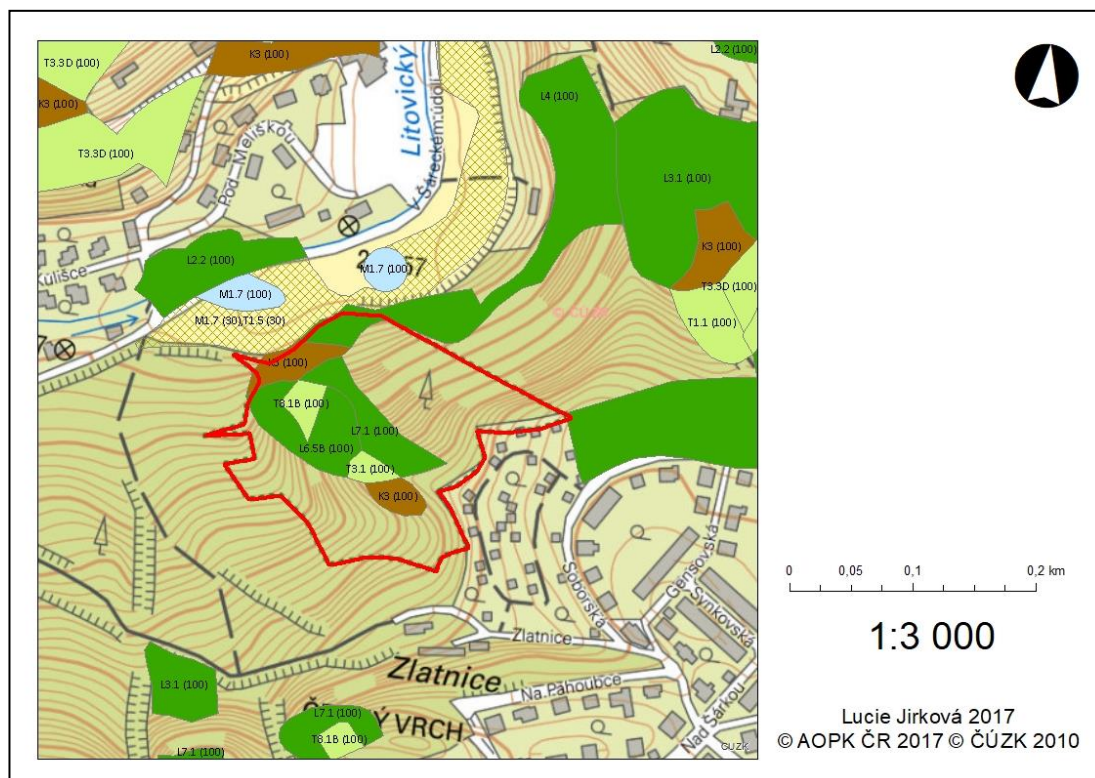 T3.3D (100)
K3 (100)
L2.2 (100)
K3 (100)
T3.3D (100)
L4 (100)
Litovický
V Šáreckém údolí
Pod Meliškou
L3.1 (100)
K3 (100)
Kulišce
L2.2 (100)
M1.7 (100)
M1.7 (100)
T3.3D (100)
T1.1 (100)
M1.7 (30),T1.5 (30)
K3 (100)
T8.1B (100)
L7.1 (100)
L6.5B (100)
T3.1 (100)
K3 (100)
Soborská
Gensovská
Synkovská
Zlatnice
Zlatnice
Na Pahoubce
Nad Šárkou
L3.1 (100)
L7.1 (100)
VRCH
T8.1B (100)
L7.1 (100)
ČÚZK
0 0,05 0,1 0,2 km
1:3 000
Lucie Jirková 2017
© AOPK ČR 2017 © ČÚZK 2010